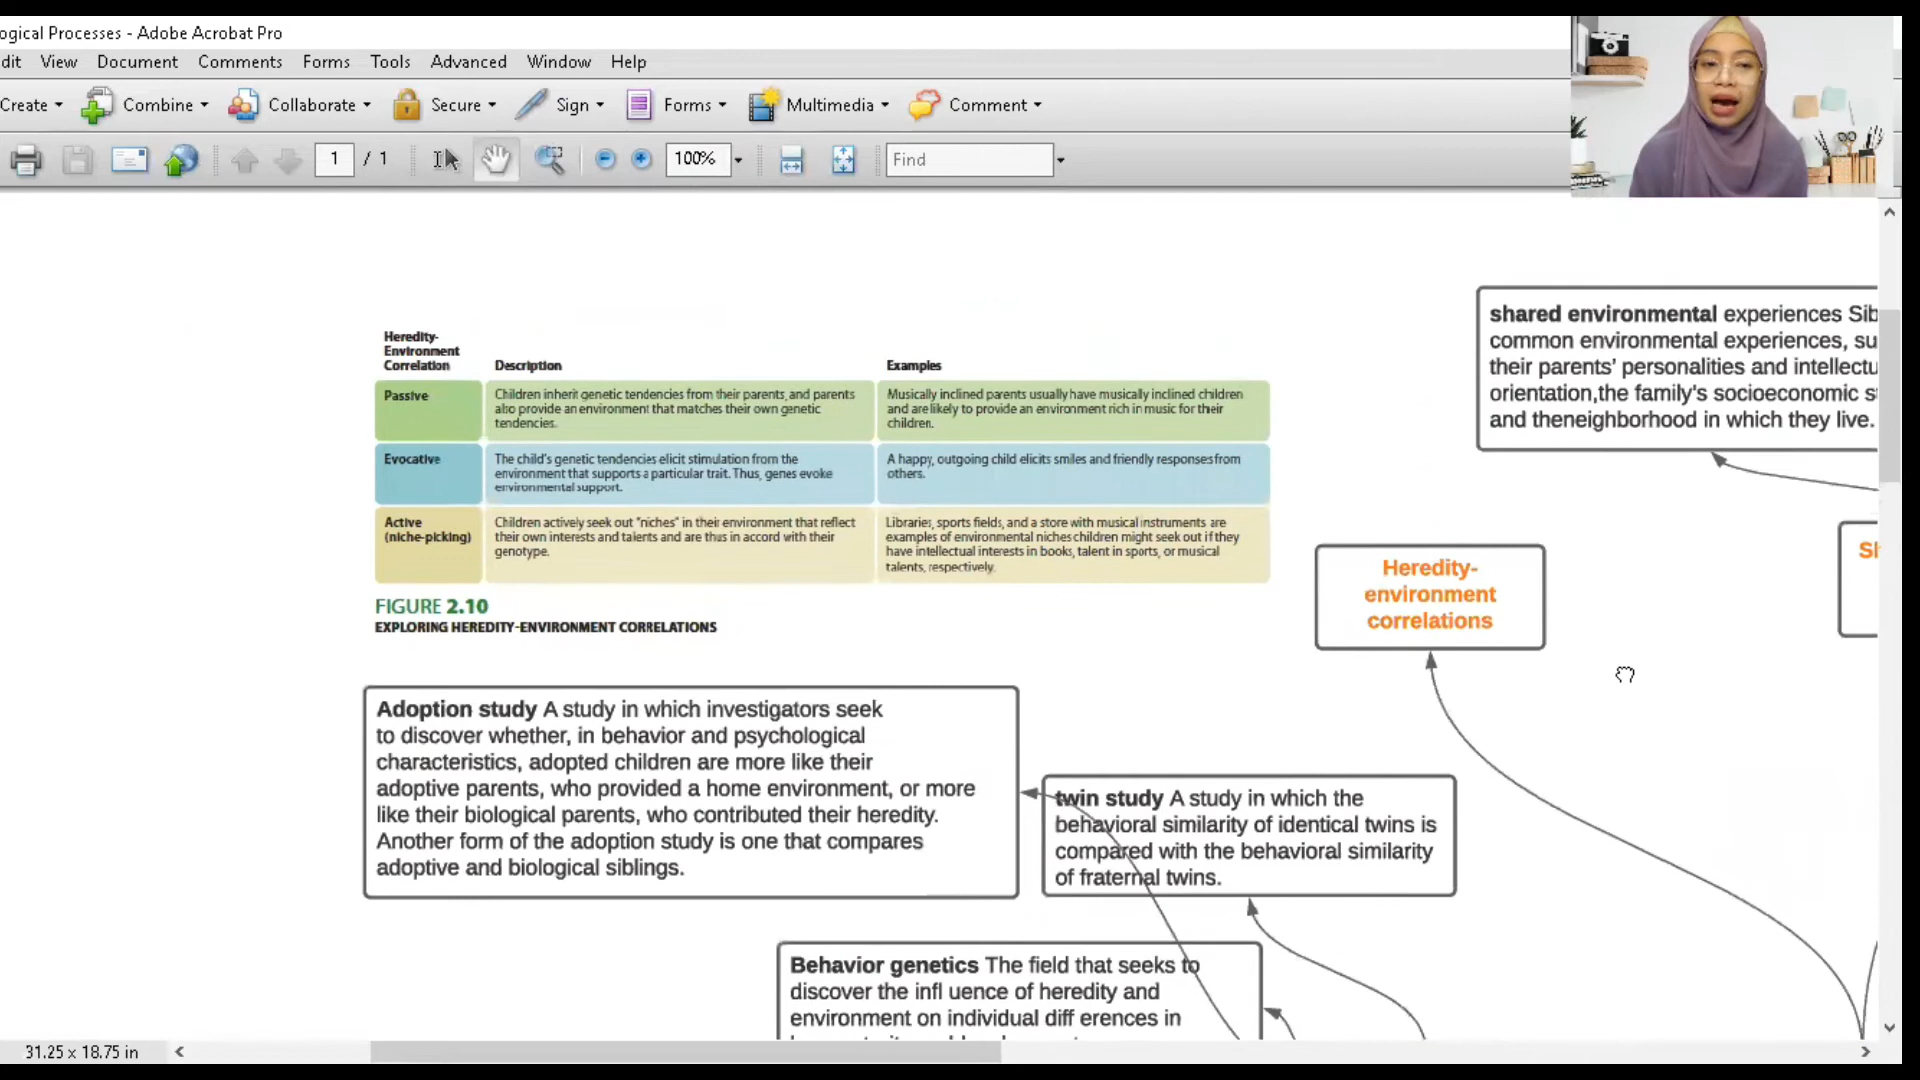 ogical Processes - Adobe Acrobat Pro
dit View Document Comments Forms Tools Advanced Window Help
Create Combine Collaborate Secure Sign Forms Multimedia Comment
1 / 1 100% Find
Heredity-
Environment
Correlation Description Examples
Passive
Children inherit genetic tendencies from their parents, and parents
also provide an environment that matches their own genetic
tendencies.
Musically inclined parents usually have musically inclined children
and are likely to provide an environment rich in music for their
children.
Evocative
The child's genetic tendencies elicit stimulation from the
environment that supports a particular trait. Thus, genes evoke
environmental support.
A happy, outgoing child elicits smiles and friendly responses from
others.
Active
(niche-picking)
Children actively seek out "niches" in their environment that reflect
their own interests and talents and are thus in accord with their
genotype.
Libraries, sports fields, and a store with musical instruments are
examples of environmental niches children might seek out if they
have intellectual interests in books, talent in sports, or musical
talents, respectively.
FIGURE 2.10
EXPLORING HEREDITY-ENVIRONMENT CORRELATIONS
shared environmental experiences Sib
common environmental experiences, su
their parents' personalities and intellectu
orientation,the family's socioeconomic s
and theneighborhood in which they live.
Heredity-
environment
correlations
Adoption study A study in which investigators seek
to discover whether, in behavior and psychological
characteristics, adopted children are more like their
adoptive parents, who provided a home environment, or more
like their biological parents, who contributed their heredity.
Another form of the adoption study is one that compares
adoptive and biological siblings.
twin study A study in which the
behavioral similarity of identical twins is
compared with the behavioral similarity
of fraternal twins.
Behavior genetics The field that seeks to
discover the infl uence of heredity and
environment on individual diff erences in
31.25 x 18.75 in